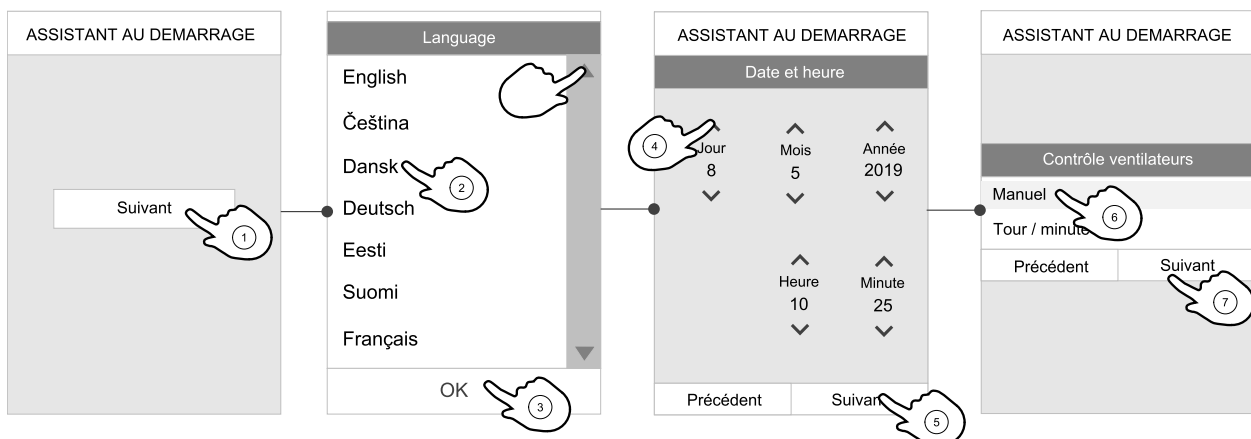 ASSISTANT AU DEMARRAGE
Suivant
1
Language
English
Čeština
Dansk
2
Deutsch
Eesti
Suomi
Français
OK
3
ASSISTANT AU DEMARRAGE
Date et heure
4
Jour Mois Année
8 5 2019
Heure Minute
10 25
Précédent Suivant
5
ASSISTANT AU DEMARRAGE
Contrôle ventilateurs
Manuel
6
Tour / minute
Précédent Suivant
7